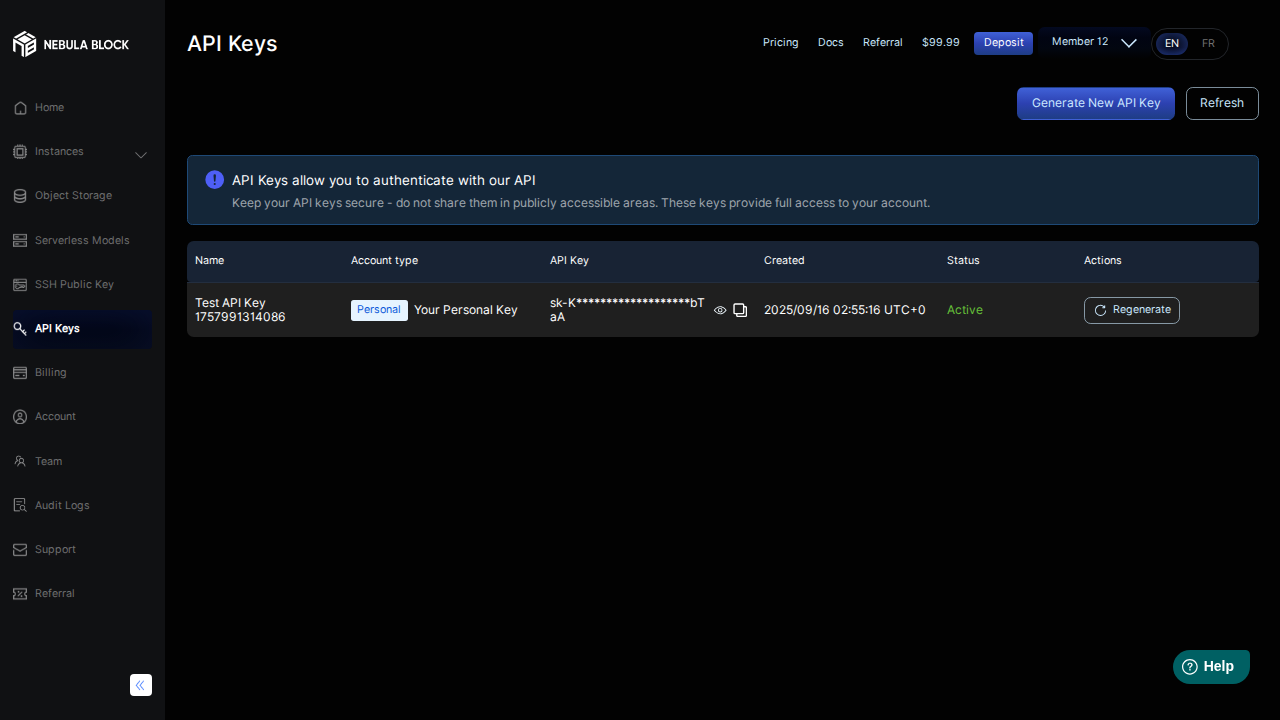 NEBULA BLOCK
Home
Instances
Object Storage
Serverless Models
SSH Public Key
API Keys
Billing
Account
Team
Audit Logs
Support
Referral
API Keys
Pricing Docs Referral $99.99 Deposit Member 12 EN FR
Generate New API Key Refresh
API Keys allow you to authenticate with our API
Keep your API keys secure - do not share them in publicly accessible areas. These keys provide full access to your account.
Name Account type API Key Created Status Actions
Test API Key
1757991314086
Personal Your Personal Key
sk-K*******************bT
aA
2025/09/16 02:55:16 UTC+0
Active
Regenerate
Help